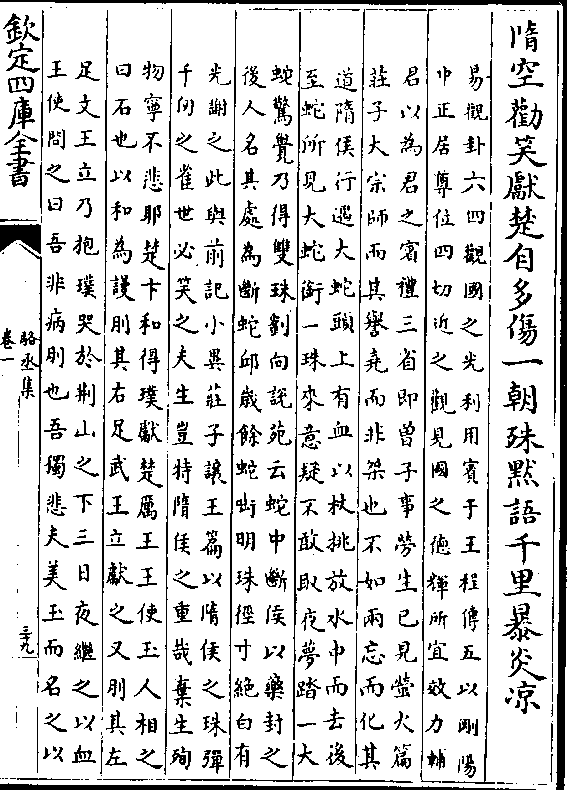 隋空勸笑獻楚自多傷一朝殊黙語千里暴炎凉
易觀卦六四觀國之光利用賓于王程傳五以剛陽
中正居尊位四切近之觀見國之徳輝所宜效力輔
君以為君之賔禮三省即曽子事勞生已見螢火篇
莊子大宗師而其譽堯而非桀也不如兩忘而化其
道隋侯行遇大蛇頭上有血以杖挑放水中而去後
至蛇所見大蛇銜一珠來意疑不敢取夜夢踏一大
蛇驚覺乃得雙珠劉向説苑云蛇中斷侯以藥封之
後人名其處為斷蛇邱歳餘蛇啣明珠徑寸絶白有
光謝之此與前記小異莊子讓王篇以隋侯之珠彈
千仞之雀世必笑之夫生豈特隋侯之重哉棄生殉
物寧不悲耶楚卞和得璞獻楚厲王王使玉人相之
曰石也以和為謾刖其右足武王立獻之又刖其左
足文王立乃抱璞哭於荆山之下三日夜繼之以血
王使問之曰吾非病刖也吾獨悲夫美玉而名之以
欽定四庫全書
駱丞集
卷一
三九